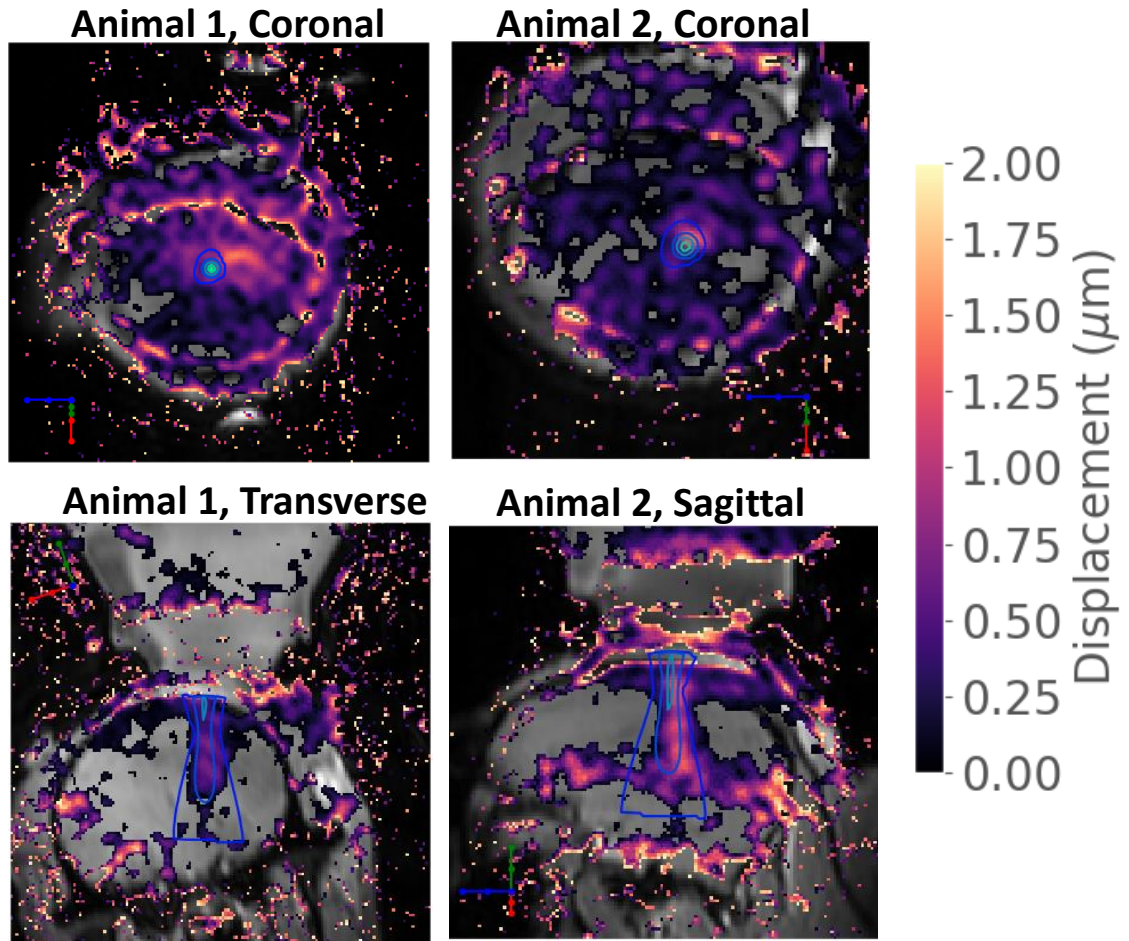 Animal 1, Coronal
Animal 2, Coronal
Animal 1, Transverse
Animal 2, Sagittal
2.00
1.75
1.50
1.25
1.00
0.75
0.50
0.25
0.00
Displacement (μm)